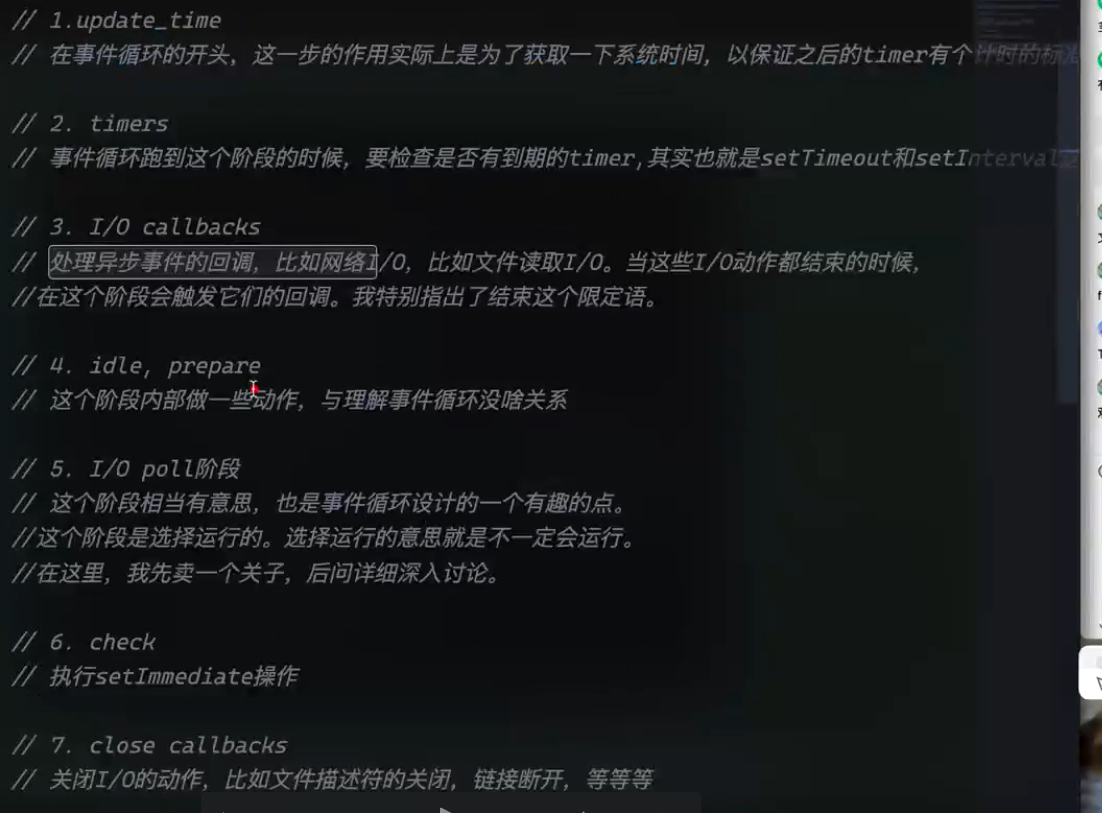 // 1.update_time
// 在事件循环的开头，这一步的作用实际上是为了获取一下系统时间，以保证之后的timer有个计时的标准
// 2. timers
// 事件循环跑到这个阶段的时候，要检查是否有到期的timer,其实也就是setTimeout和setInterval
// 3. I/O callbacks
// 处理异步事件的回调，比如网络I/O，比如文件读取I/O。当这些I/O动作都结束的时候，
//在这个阶段会触发它们的回调。我特别指出了结束这个限定语。
// 4. idle, prepare
// 这个阶段内部做一些动作，与理解事件循环没啥关系
// 5. I/O poll阶段
// 这个阶段相当有意思，也是事件循环设计的一个有趣的点。
//这个阶段是选择运行的。选择运行的意思就是不一定会运行。
//在这里，我先卖一个关子，后问详细深入讨论。
// 6. check
// 执行setImmediate操作
// 7. close callbacks
// 关闭I/O的动作，比如文件描述符的关闭，链接断开，等等等